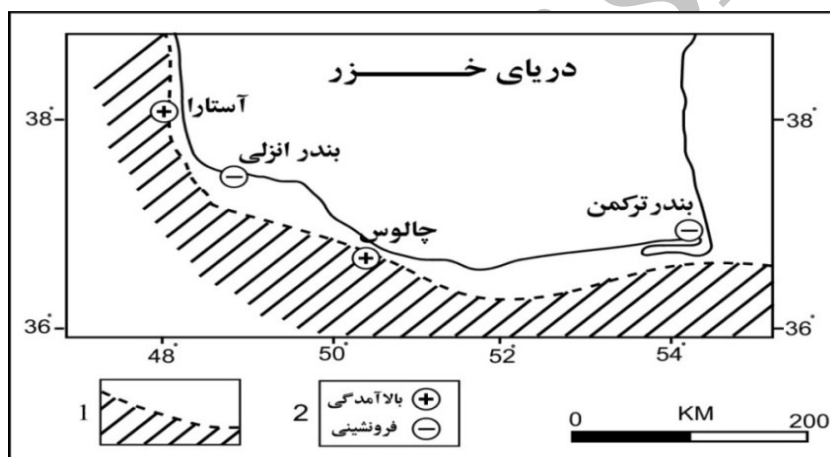 دریای خــــزر
آستارا
38° 38°
بندر انزلی
بندر ترکمن
چالوس
36° 36°
48° 50° 52° 54°
1
2
بالاآمدگی
فرونشینی
0 KM 200